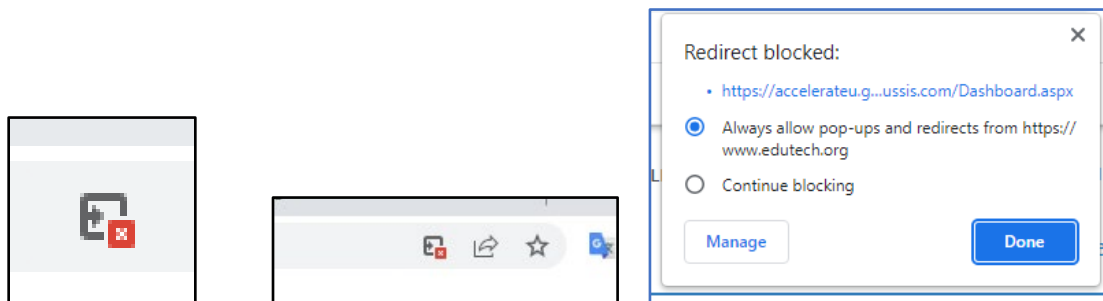 Redirect blocked:
• https://accelerateu.g...ussis.com/Dashboard.aspx
Always allow pop-ups and redirects from https://
www.edutech.org
Continue blocking
Manage
Done